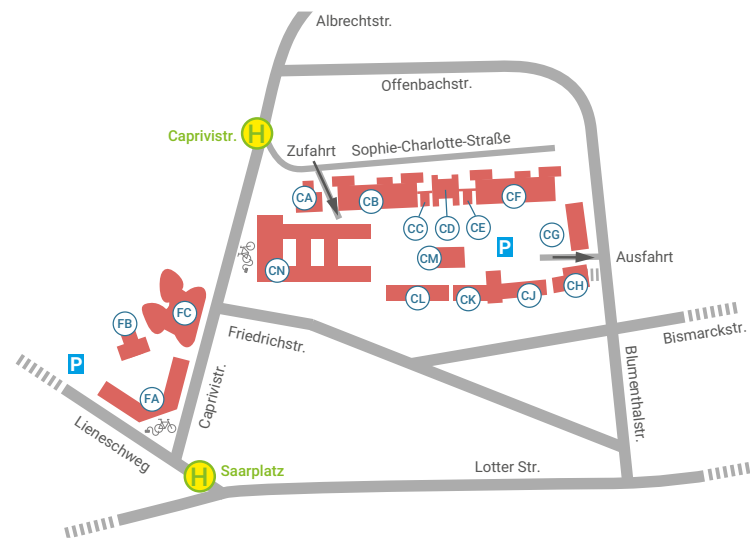 Albrechtstr.
Offenbachstr.
H
Caprivistr.
Zufahrt
Sophie-Charlotte-Straße
CA
CB
CF
CC
CD
CE
CG
P
Ausfahrt
CM
CN
CL
CK
CJ
CH
FC
FB
Friedrichstr.
Bismarckstr.
P
FA
Caprivistr.
Blumenthalstr.
Lieneschweg
H
Saarplatz
Lotter Str.